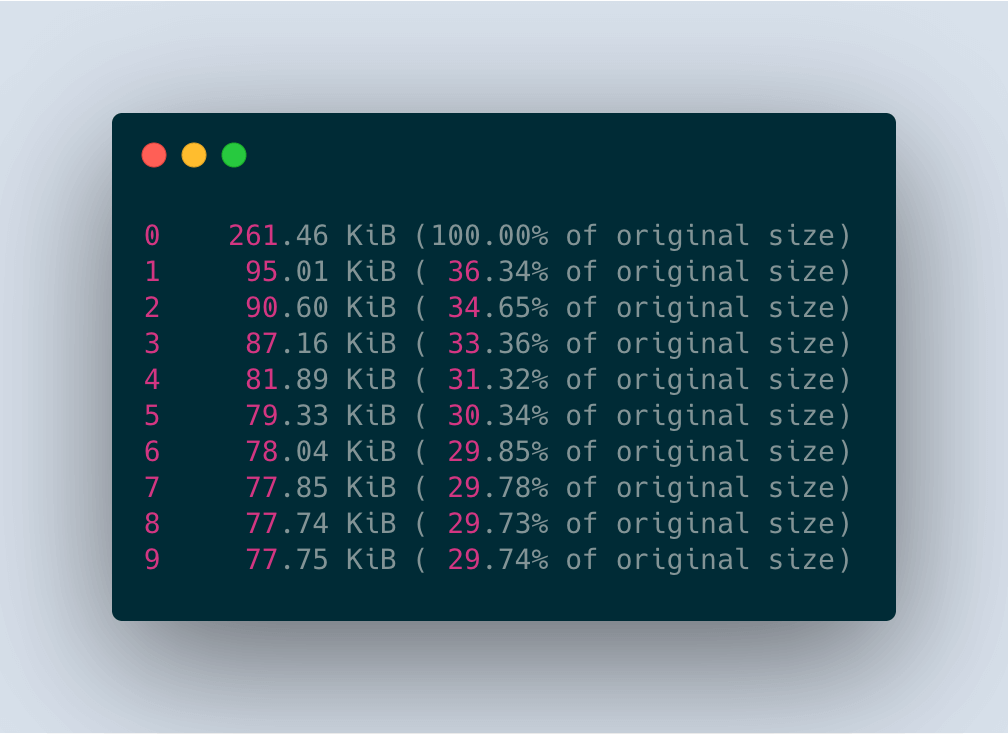 0    261.46 KiB (100.00% of original size)
1     95.01 KiB ( 36.34% of original size)
2     90.60 KiB ( 34.65% of original size)
3     87.16 KiB ( 33.36% of original size)
4     81.89 KiB ( 31.32% of original size)
5     79.33 KiB ( 30.34% of original size)
6     78.04 KiB ( 29.85% of original size)
7     77.85 KiB ( 29.78% of original size)
8     77.74 KiB ( 29.73% of original size)
9     77.75 KiB ( 29.74% of original size)